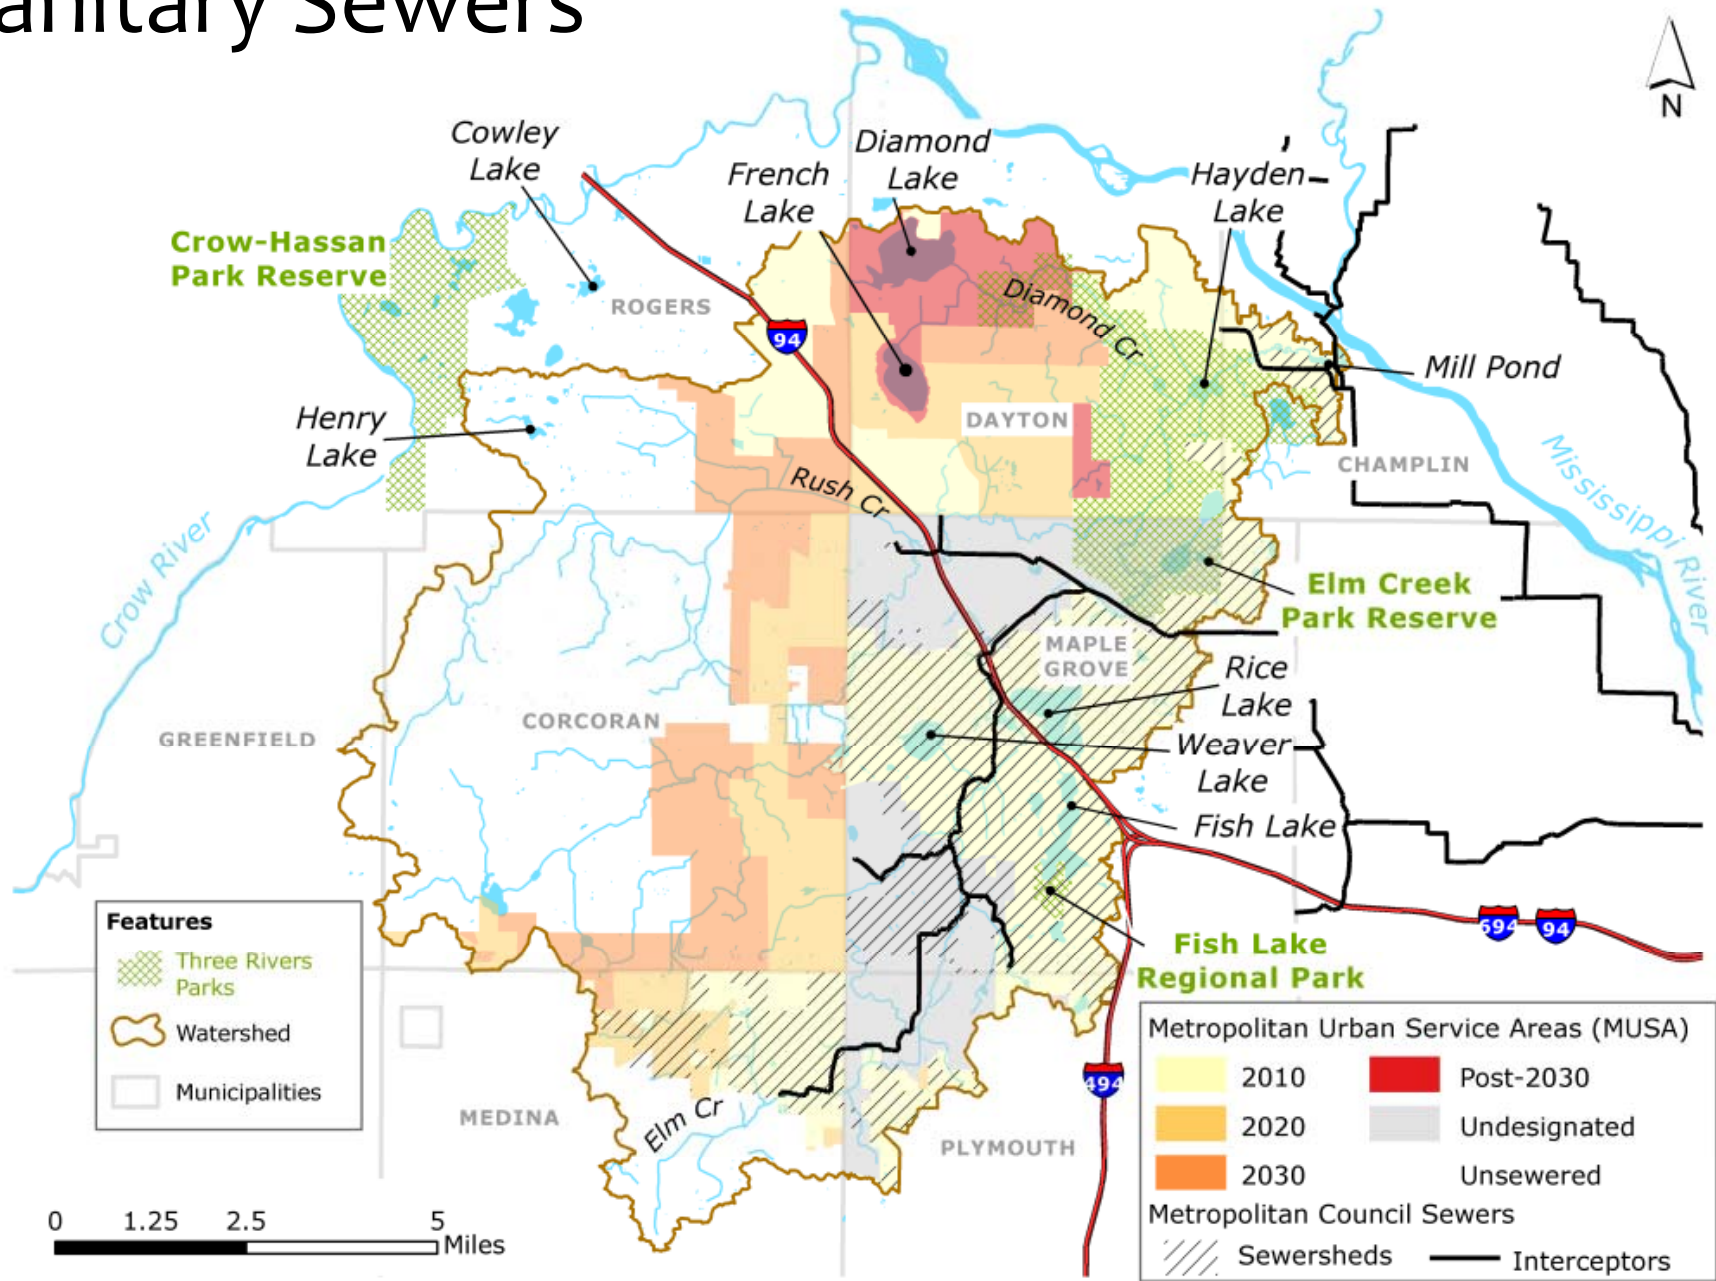 anitary Sewers
N
Cowley
Lake
Diamond
Lake
French
Lake
Hayden
Lake
Crow-Hassan
Park Reserve
ROGERS
94
Diamond Cr
Mill Pond
Henry
Lake
DAYTON
CHAMPLIN
Rush Cr
Mississippi River
Crow River
Elm Creek
Park Reserve
MAPLE
GROVE
Rice
Lake
GREENFIELD
CORCORAN
Weaver
Lake
Fish Lake
694
94
Fish Lake
Regional Park
Features
Three Rivers
Parks
Watershed
Municipalities
MEDINA
Elm Cr
PLYMOUTH
494
Metropolitan Urban Service Areas (MUSA)
2010
Post-2030
2020
Undesignated
2030
Unsewered
Metropolitan Council Sewers
Sewersheds
Interceptors
0 1.25 2.5 5
Miles